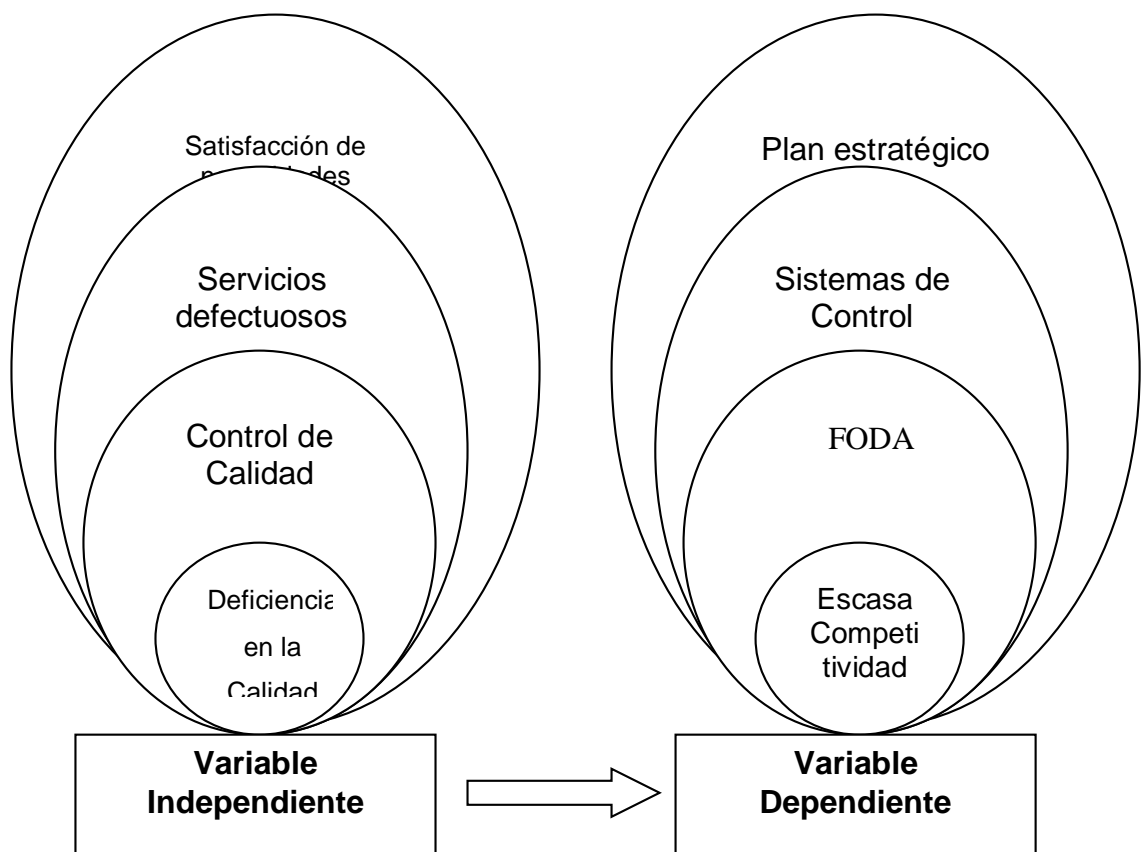 Satisfacción de
Servicios
defectuosos
Control de
Calidad
Deficiencia
en la
Calidad
Variable
Independiente
Plan estratégico
Sistemas de
Control
FODA
Escasa
Competi
tividad
Variable
Dependiente